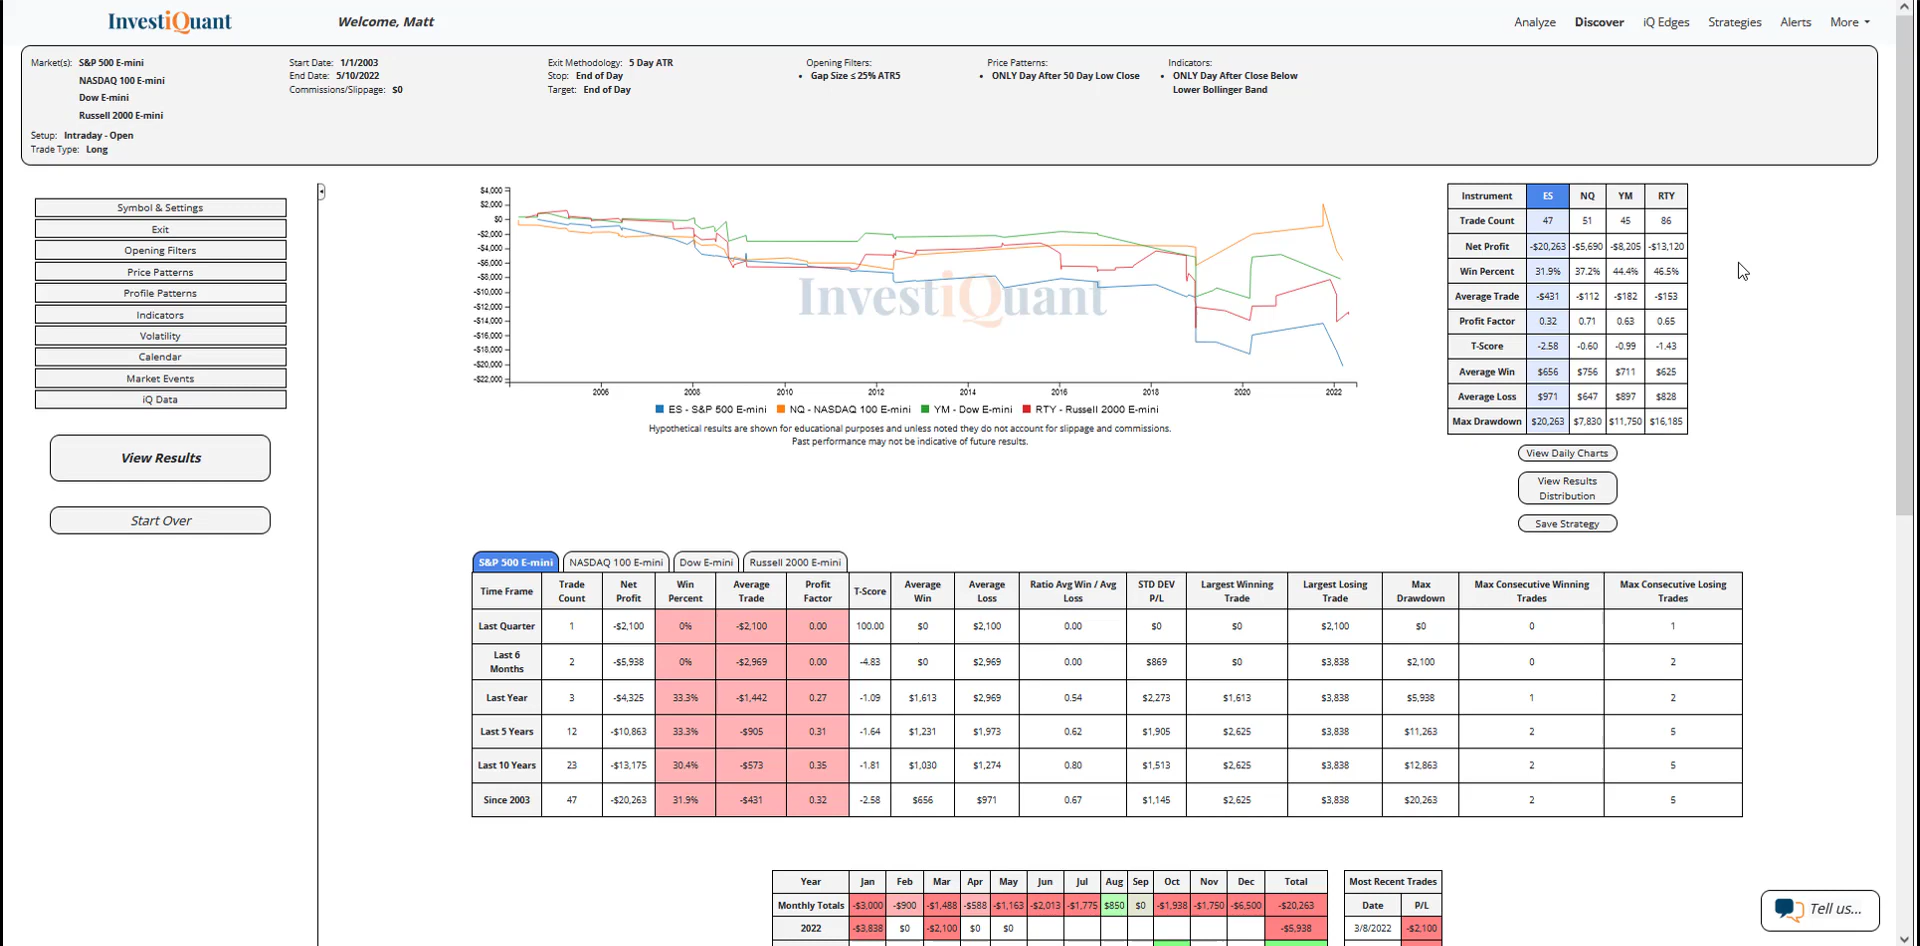 InvestiQuant
Welcome, Matt
Analyze Discover iQ Edges Strategies Alerts More
Market(s): S&P 500 E-mini
NASDAQ 100 E-mini
Dow E-mini
Russell 2000 E-mini
Setup: Intraday - Open
Trade Type: Long
Start Date: 1/1/2003
End Date: 5/10/2022
Commissions/Slippage: $0
Exit Methodology: 5 Day ATR
Stop: End of Day
Target: End of Day
Opening Filters:
• Gap Size ≤ 25% ATR5
Price Patterns:
• ONLY Day After 50 Day Low Close
Indicators:
• ONLY Day After Close Below
Lower Bollinger Band
Symbol & Settings
Exit
Opening Filters
Price Patterns
Profile Patterns
Indicators
Volatility
Calendar
Market Events
iQ Data
View Results
Start Over
$4,000
$2,000
$0
-$2,000
-$4,000
-$6,000
-$8,000
-$10,000
-$12,000
-$14,000
-$16,000
-$18,000
-$20,000
-$22,000
InvestiQuant
2006 2008 2010 2012 2014 2016 2018 2020 2022
ES - S&P 500 E-mini NQ - NASDAQ 100 E-mini YM - Dow E-mini RTY - Russell 2000 E-mini
Hypothetical results are shown for educational purposes and unless noted they do not account for slippage and commissions.
Past performance may not be indicative of future results.
Instrument ES NQ YM RTY
Trade Count 47 51 45 86
Net Profit -$20,263 -$5,690 -$8,205 -$13,120
Win Percent 31.9% 37.2% 44.4% 46.5%
Average Trade -$431 -$112 -$182 -$153
Profit Factor 0.32 0.71 0.63 0.65
T-Score -2.58 -0.60 -0.99 -1.43
Average Win $656 $756 $711 $625
Average Loss $971 $647 $897 $828
Max Drawdown $20,263 $7,830 $11,750 $16,185
View Daily Charts
View Results
Distribution
Save Strategy
S&P 500 E-mini NASDAQ 100 E-mini Dow E-mini Russell 2000 E-mini
Time Frame Trade Count Net Profit Win Percent Average Trade Profit Factor T-Score Average Win Average Loss Ratio Avg Win / Avg Loss STD DEV P/L Largest Winning Trade Largest Losing Trade Max Drawdown Max Consecutive Winning Trades Max Consecutive Losing Trades
Last Quarter 1 -$2,100 0% -$2,100 0.00 100.00 $0 $2,100 0.00 $0 $0 $2,100 $0 0 1
Last 6 Months 2 -$5,938 0% -$2,969 0.00 -4.83 $0 $2,969 0.00 $869 $0 $3,838 $2,100 0 2
Last Year 3 -$4,325 33.3% -$1,442 0.27 -1.09 $1,613 $2,969 0.54 $2,273 $1,613 $3,838 $5,938 1 2
Last 5 Years 12 -$10,863 33.3% -$905 0.31 -1.64 $1,231 $1,973 0.62 $1,905 $2,625 $3,838 $11,263 2 5
Last 10 Years 23 -$13,175 30.4% -$573 0.35 -1.81 $1,030 $1,274 0.80 $1,513 $2,625 $3,838 $12,863 2 5
Since 2003 47 -$20,263 31.9% -$431 0.32 -2.58 $656 $971 0.67 $1,145 $2,625 $3,838 $20,263 2 5
Year Jan Feb Mar Apr May Jun Jul Aug Sep Oct Nov Dec Total
Monthly Totals -$3,000 -$900 -$1,488 -$588 -$1,163 -$2,013 -$1,775 $850 $0 -$1,938 -$1,750 -$6,500 -$20,263
2022 -$3,838 $0 -$2,100 $0 $0 -$5,938
Most Recent Trades
Date P/L
3/8/2022 -$2,100
Tell us...